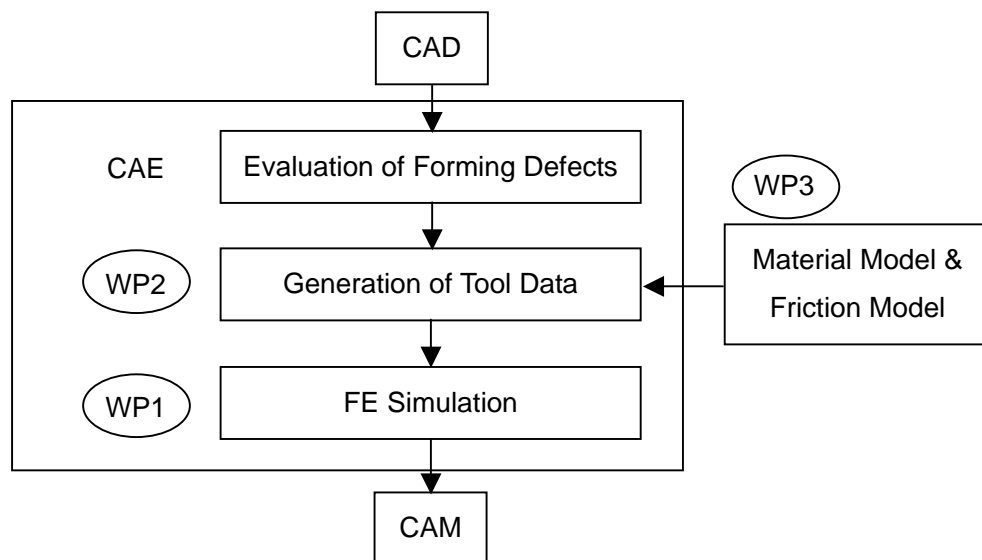 CAD
CAE
Evaluation of Forming Defects
WP3
WP2
Generation of Tool Data
Material Model &
Friction Model
WP1
FE Simulation
CAM